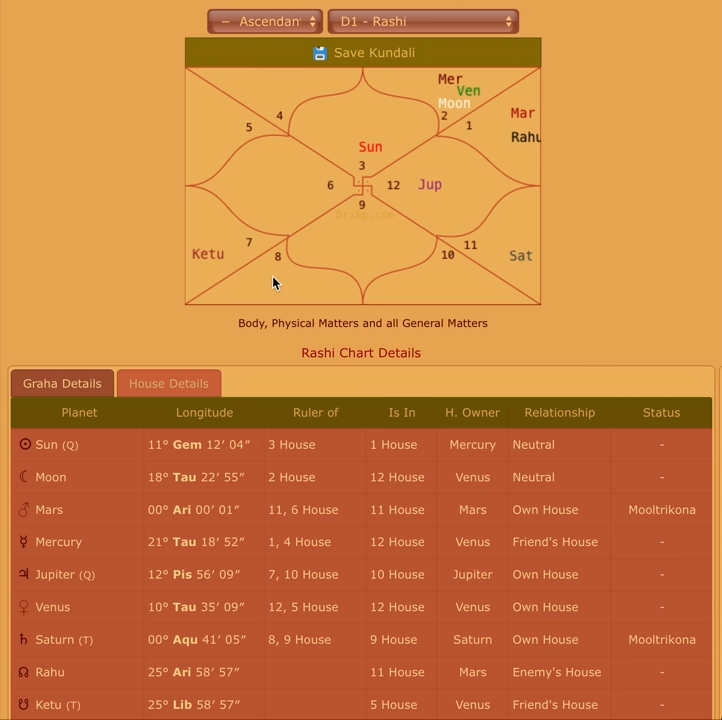 — Ascendan
D1 - Rashi
Save Kundali
Mer
Ven
Moon
4
2
1
Mar
5
Rahu
Sun
3
6
12
Jup
9
Drikp.com
7
11
Ketu
8
10
Sat
Body, Physical Matters and all General Matters
Rashi Chart Details
Graha Details House Details
Planet Longitude Ruler of Is In H. Owner Relationship Status
☉ Sun (Q) 11° Gem 12′ 04″ 3 House 1 House Mercury Neutral -
☾ Moon 18° Tau 22′ 55″ 2 House 12 House Venus Neutral -
♂ Mars 00° Ari 00′ 01″ 11, 6 House 11 House Mars Own House Mooltrikona
☿ Mercury 21° Tau 18′ 52″ 1, 4 House 12 House Venus Friend's House -
♃ Jupiter (Q) 12° Pis 56′ 09″ 7, 10 House 10 House Jupiter Own House -
♀ Venus 10° Tau 35′ 09″ 12, 5 House 12 House Venus Own House -
♄ Saturn (T) 00° Aqu 41′ 05″ 8, 9 House 9 House Saturn Own House Mooltrikona
☊ Rahu 25° Ari 58′ 57″ 11 House Mars Enemy's House -
☋ Ketu (T) 25° Lib 58′ 57″ 5 House Venus Friend's House -